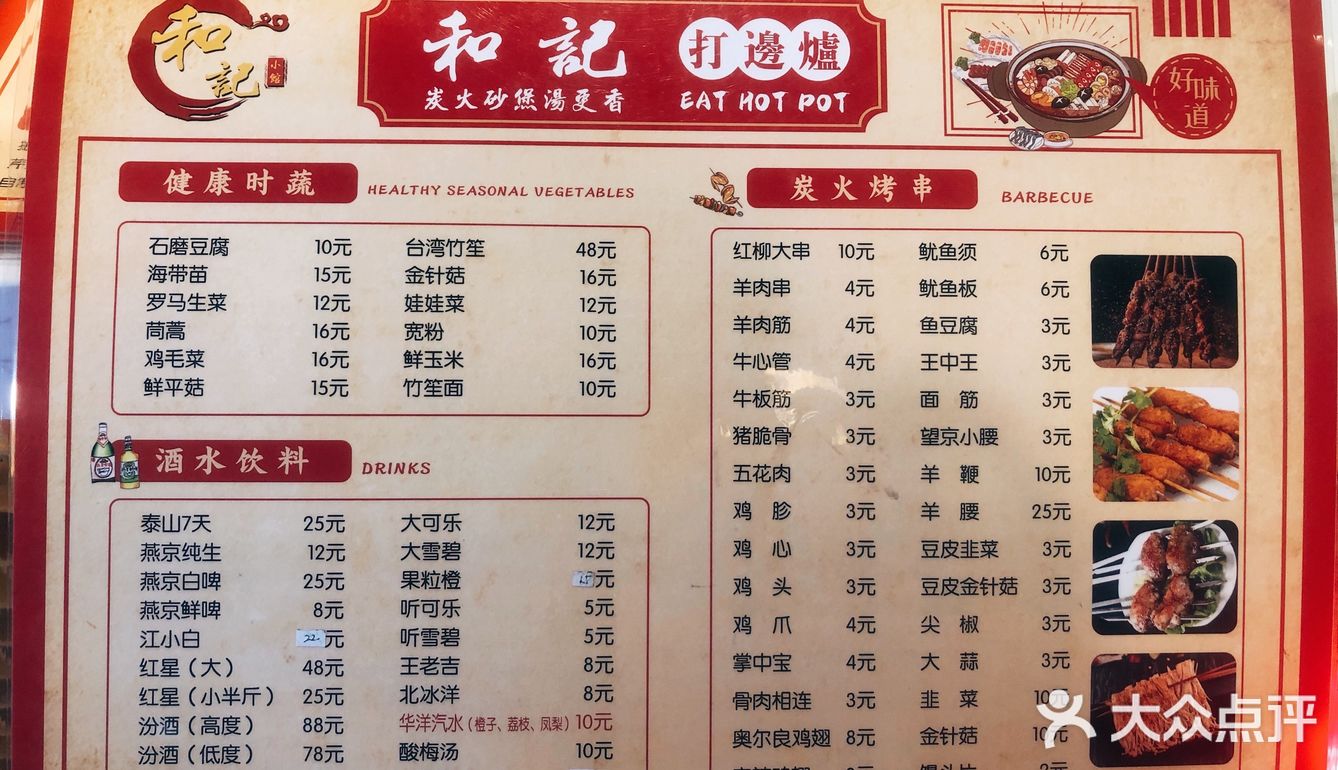 和記
小馆
和記 打邊爐
炭火砂煲湯更香 EAT HOT POT
好味道
健康时蔬 HEALTHY SEASONAL VEGETABLES
石磨豆腐 10元 台湾竹笙 48元
海带苗 15元 金针菇 16元
罗马生菜 12元 娃娃菜 12元
茼蒿 16元 宽粉 10元
鸡毛菜 16元 鲜玉米 16元
鲜平菇 15元 竹笙面 10元
酒水饮料 DRINKS
泰山7天 25元 大可乐 12元
燕京纯生 12元 大雪碧 12元
燕京白啤 25元 果粒橙 15元
燕京鲜啤 8元 听可乐 5元
江小白 22元 听雪碧 5元
红星（大） 48元 王老吉 8元
红星（小半斤） 25元 北冰洋 8元
汾酒（高度） 88元 华洋汽水（橙子、荔枝、凤梨）10元
汾酒（低度） 78元 酸梅汤 10元
炭火烤串 BARBECUE
红柳大串 10元 鱿鱼须 6元
羊肉串 4元 鱿鱼板 6元
羊肉筋 4元 鱼豆腐 3元
牛心管 4元 王中王 3元
牛板筋 3元 面筋 3元
猪脆骨 3元 望京小腰 3元
五花肉 3元 羊鞭 10元
鸡胗 3元 羊腰 25元
鸡心 3元 豆皮韭菜 3元
鸡头 3元 豆皮金针菇 3元
鸡爪 4元 尖椒 3元
掌中宝 4元 大蒜 3元
骨肉相连 3元 韭菜 10元
奥尔良鸡翅 8元 金针菇 10元
大众点评